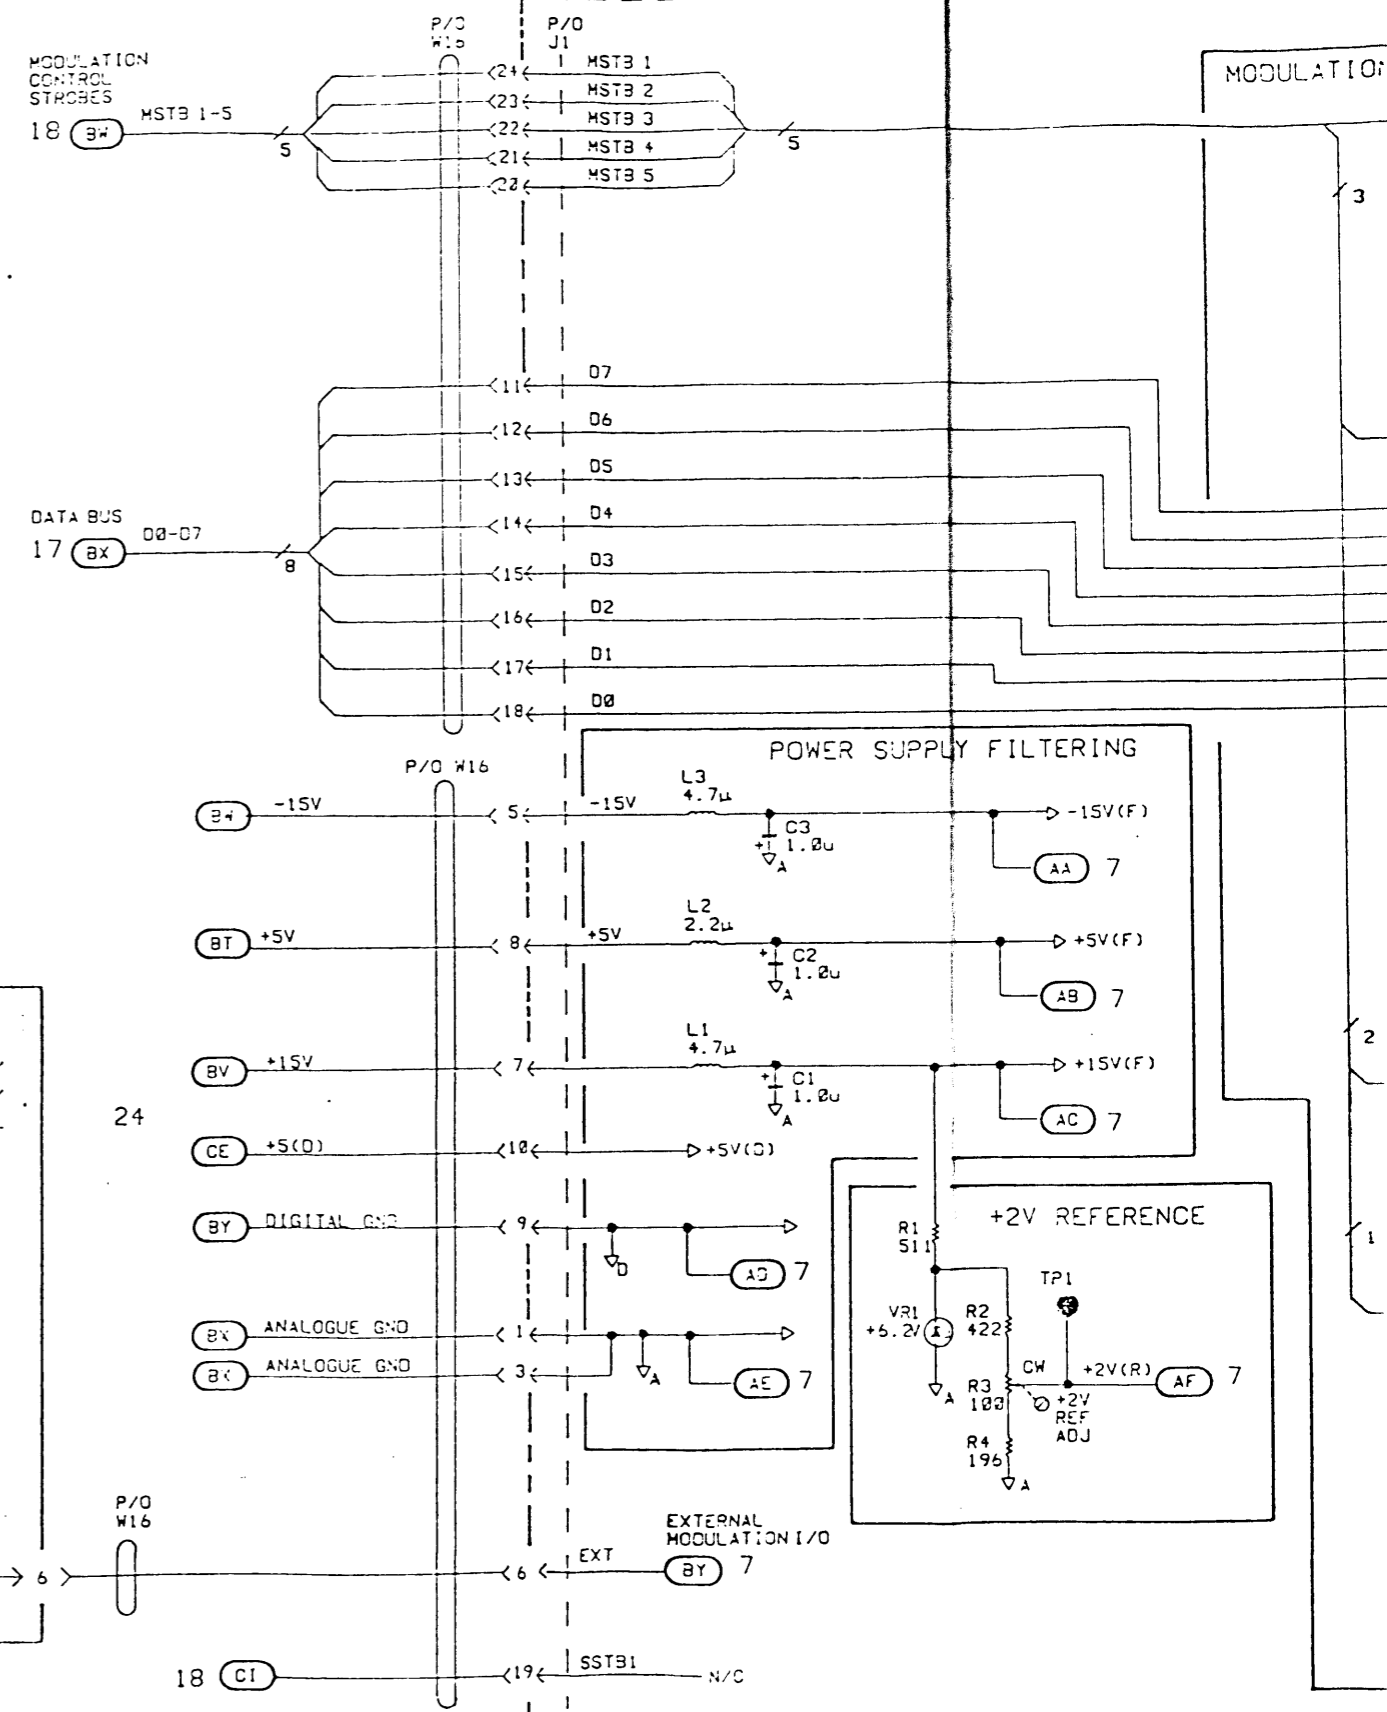 P/O
W16
P/O
J1
MODULATION
CONTROL
STROBES
18 BW MSTB 1-5
5
24 MSTB 1
23 MSTB 2
22 MSTB 3
21 MSTB 4
20 MSTB 5
5
MODULATION
3
11 D7
12 D6
13 D5
14 D4
15 D3
16 D2
17 D1
18 D0
DATA BUS
17 BX D0-D7
8
POWER SUPPLY FILTERING
P/O W16
-15V 5 -15V
L3
4.7µ
C3
+ 1.0u
A
-15V(F)
AA 7
BT +5V 8 +5V
L2
2.2µ
+ C2
1.0u
A
+5V(F)
AB 7
BV +15V 7
L1
4.7µ
+ C1
1.0u
A
+15V(F)
AC 7
24
CE +5(D) 10 +5V(D)
BY DIGITAL GND 9
D
AD 7
BX ANALOGUE GND 1
BX ANALOGUE GND 3
A
AE 7
+2V REFERENCE
R1
511
VR1
+6.2V
A
R2
422
TP1
R3
100
CW
+2V(R)
AF 7
+2V
REF
ADJ
R4
196
A
2
1
P/O
W16
6
6 EXT
EXTERNAL
MODULATION I/O
BY 7
18 CI 19 SSTB1 N/C